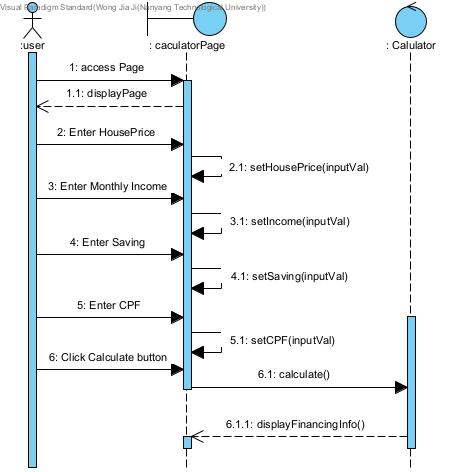 Visual Paradigm Standard(Wong Jia Ji(Nanyang Technological University))
:user
: caculatorPage
: Calulator
1: access Page
1.1: displayPage
2: Enter HousePrice
2.1: setHousePrice(inputVal)
3: Enter Monthly Income
3.1: setIncome(inputVal)
4: Enter Saving
4.1: setSaving(inputVal)
5: Enter CPF
5.1: setCPF(inputVal)
6: Click Calculate button
6.1: calculate()
6.1.1: displayFinancingInfo()